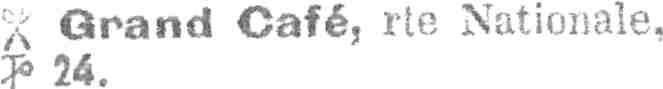 Grand Café, rte Nationale,
24.